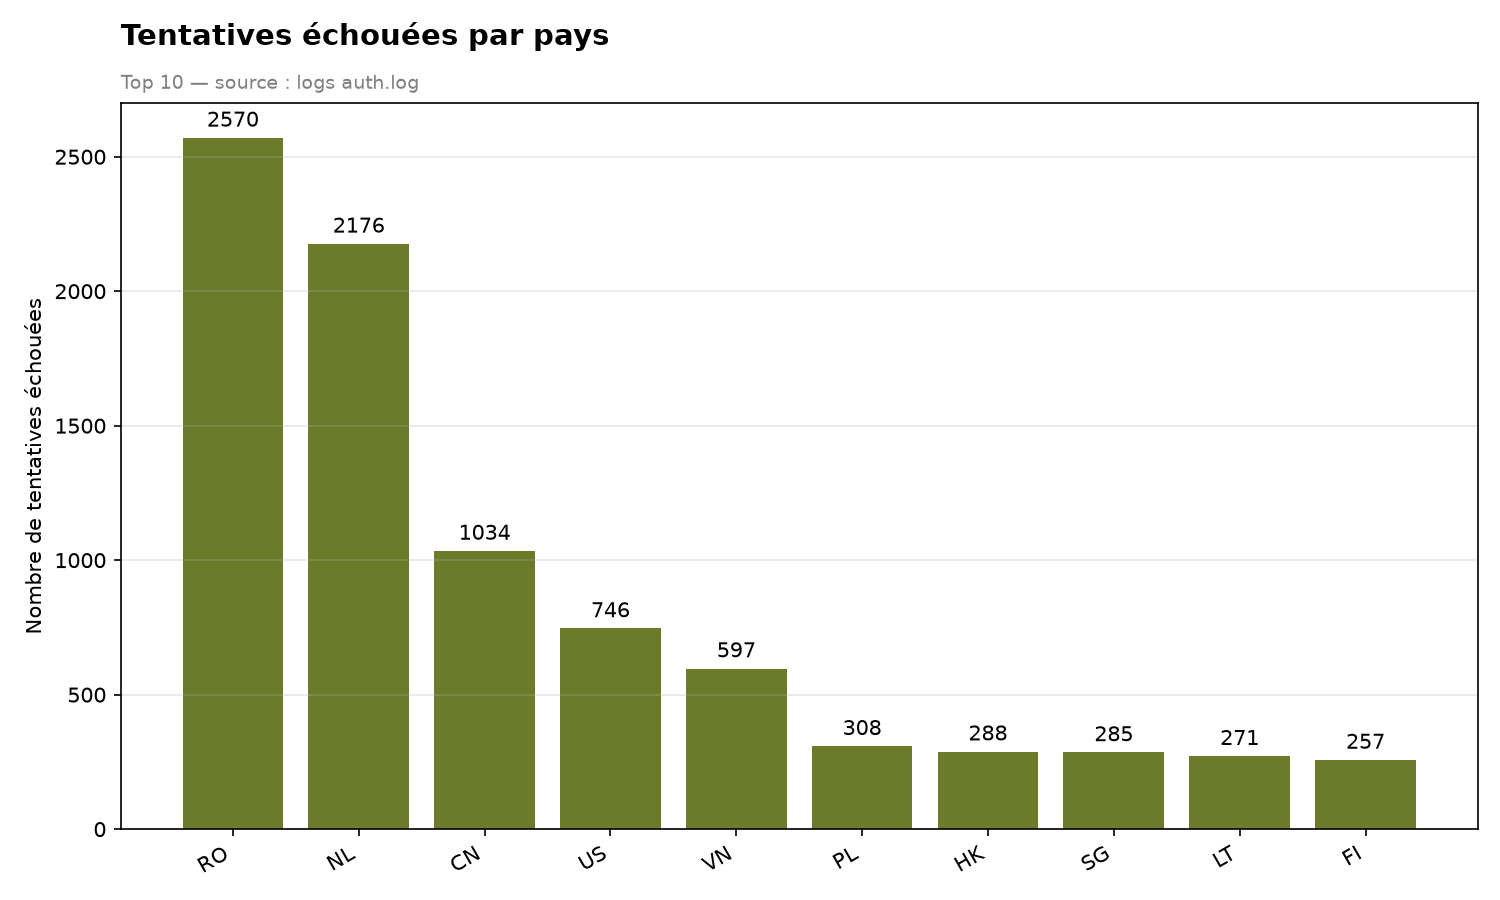 Tentatives échouées par pays
Top 10 — source : logs auth.log
Nombre de tentatives échouées
2500
2000
1500
1000
500
0
2570
2176
1034
746
597
308
288
285
271
257
RO
NL
CN
US
VN
PL
HK
SG
LT
FI